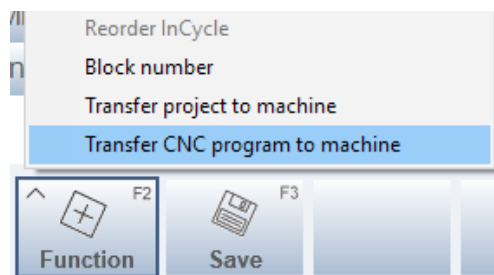 Reorder InCycle
Block number
Transfer project to machine
Transfer CNC program to machine
F2
F3
Function
Save